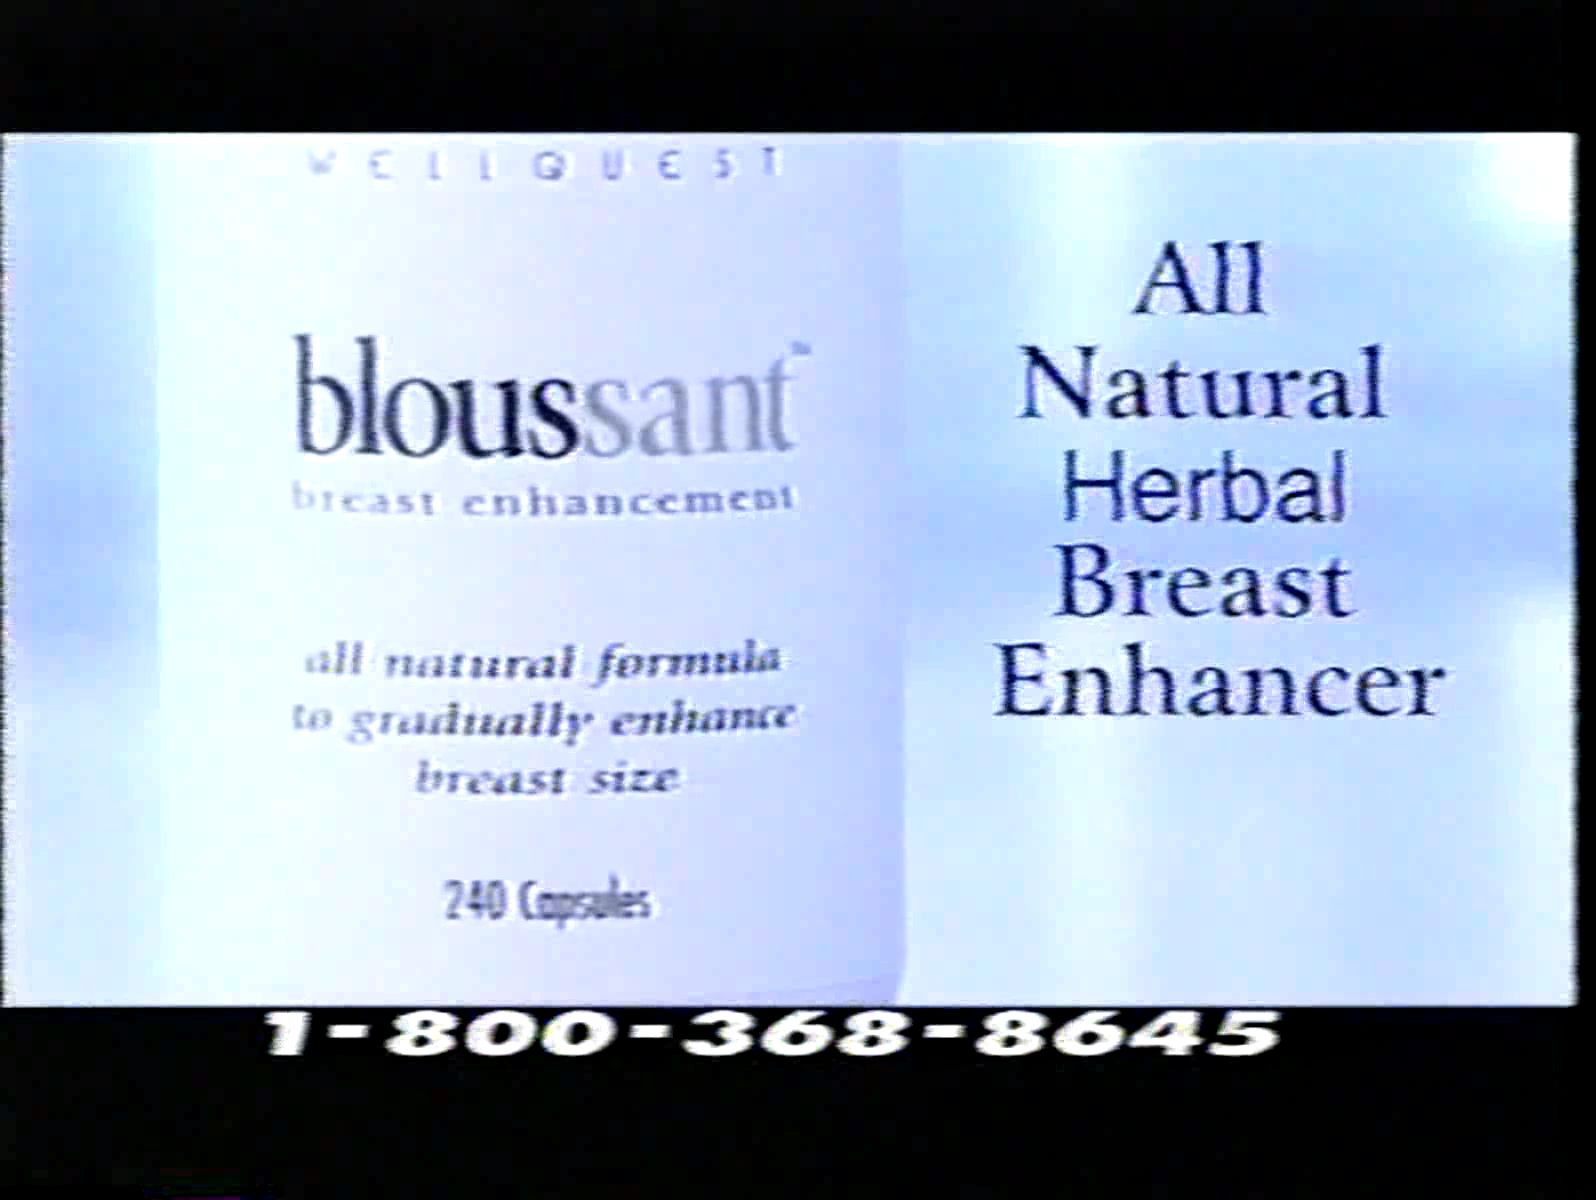 WELLQUEST
bloussant™
breast enhancement
all natural formula
to gradually enhance
breast size
240 Capsules
All
Natural
Herbal
Breast
Enhancer
1-800-368-8645